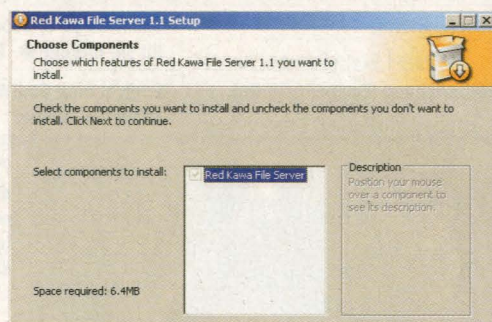 Red Kawa File Server 1.1 Setup
Choose Components
Choose which features of Red Kawa File Server 1.1 you want to
install.
Check the components you want to install and uncheck the components you don't want to
install. Click Next to continue.
Select components to install:
Red Kawa File Server
Description
Position your mouse
over a component to
see its description.
Space required: 6.4MB